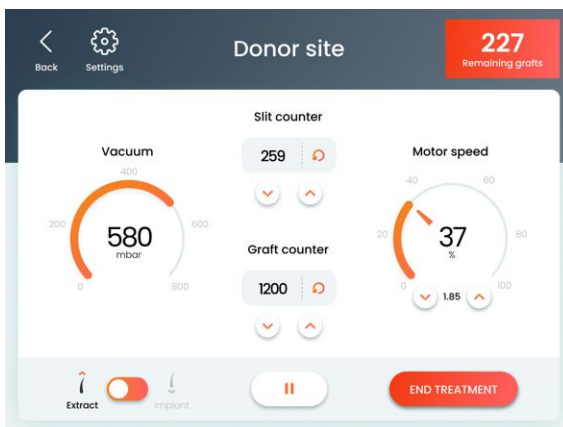 Back
Settings
Donor site
227
Remaining grafts
Vacuum
0
200
400
600
800
580
mbar
Slit counter
259
Graft counter
1200
Motor speed
0
20
40
60
80
100
37
%
1.85
Extract
Implant
END TREATMENT